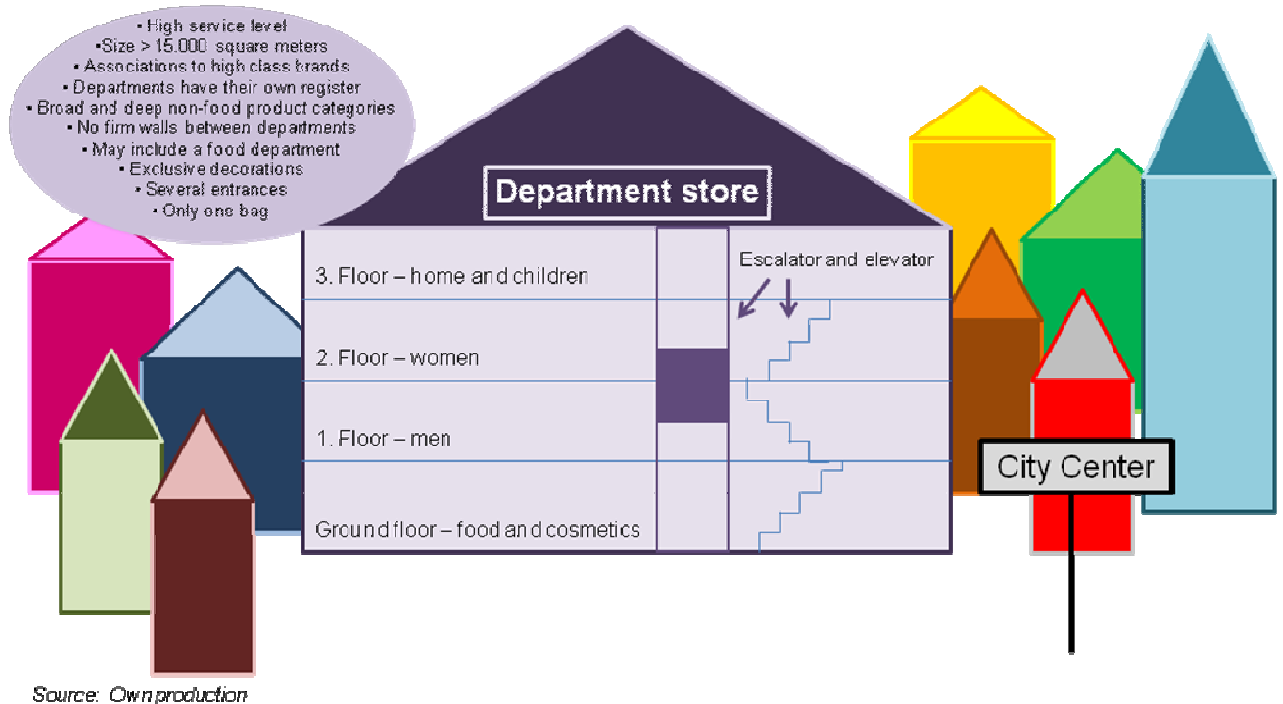 • High service level
•Size > 15.000 square meters
• Associations to high class brands
• Departments have their own register
• Broad and deep non-food product categories
• No firm walls between departments
• May include a food department
• Exclusive decorations
• Several entrances
• Only one bag
Department store
3. Floor – home and children
Escalator and elevator
2. Floor – women
1. Floor – men
Ground floor – food and cosmetics
City Center
Source: Own production